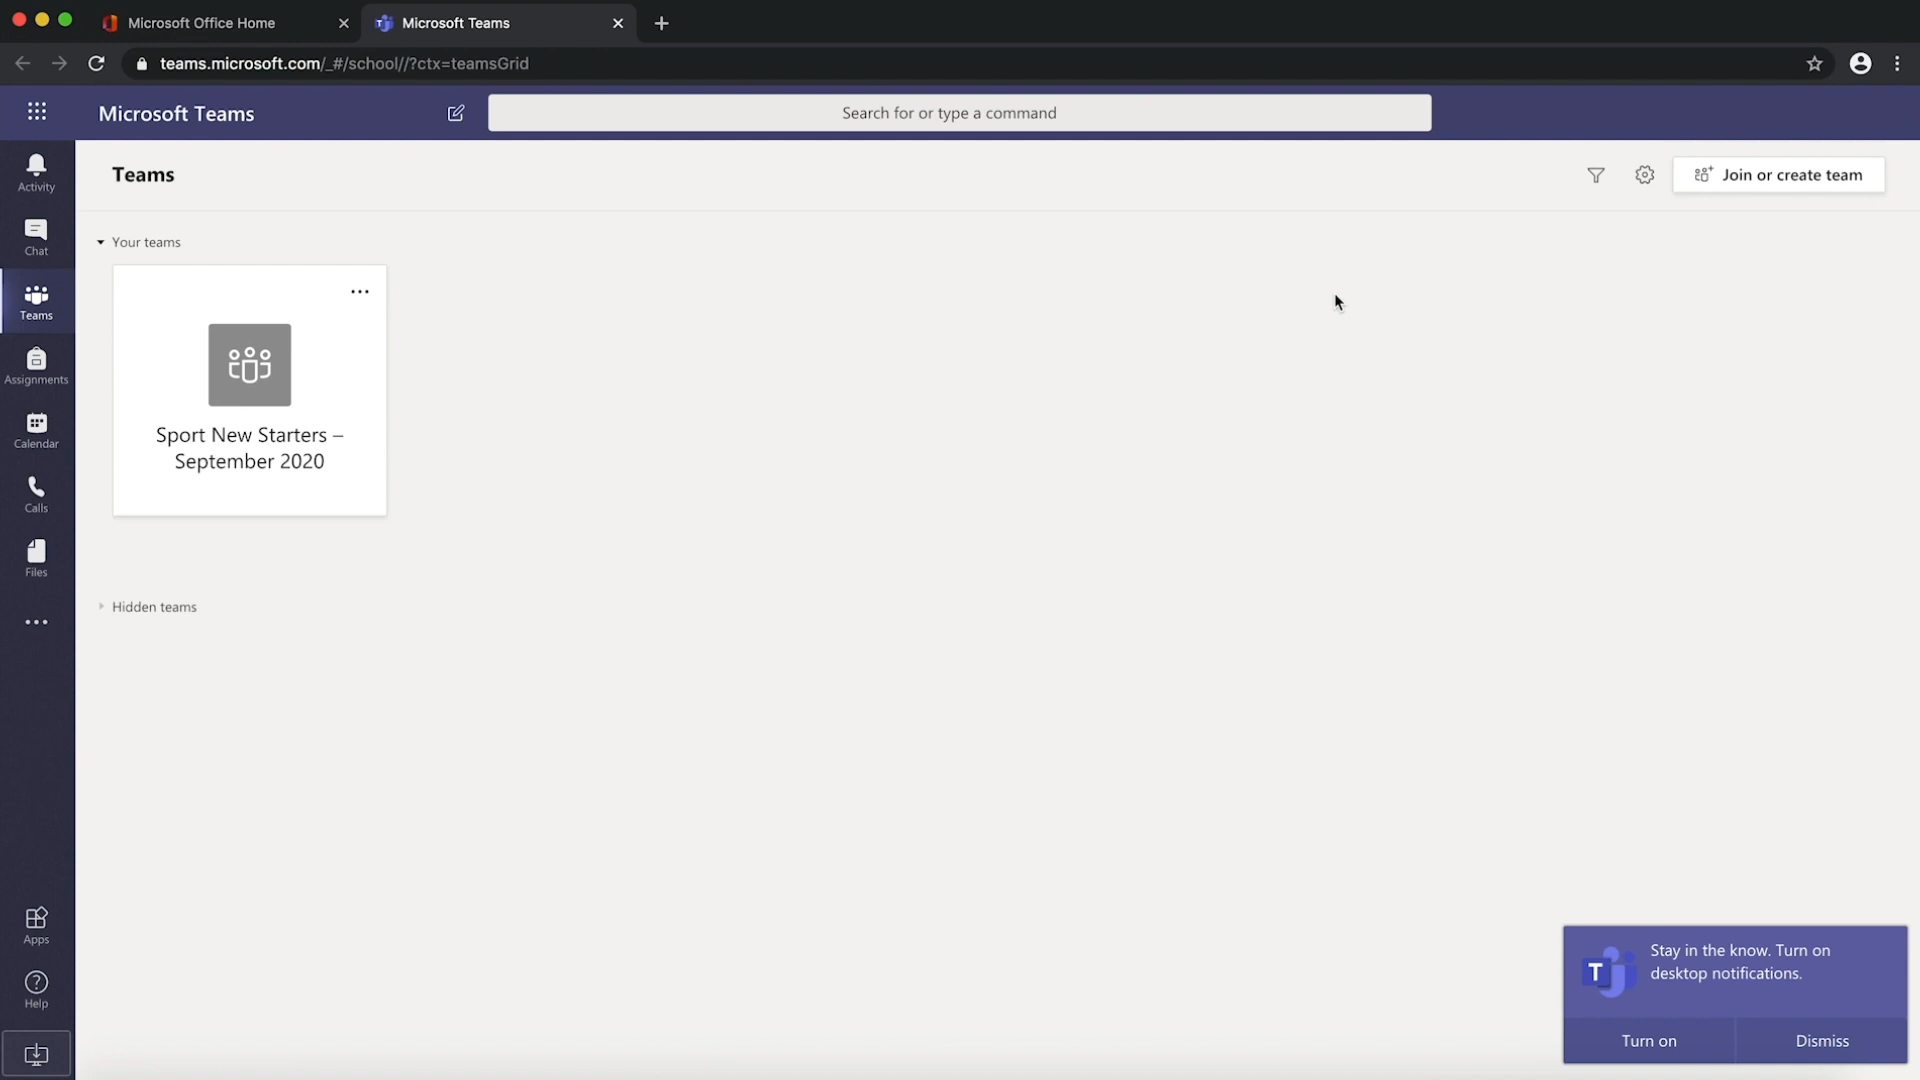 Microsoft Office Home
Microsoft Teams
teams.microsoft.com/_#/school//?ctx=teamsGrid
Microsoft Teams
Search for or type a command
Activity
Chat
Teams
Assignments
Calendar
Calls
Files
Apps
Help
Teams
Join or create team
Your teams
Sport New Starters –
September 2020
Hidden teams
T
Stay in the know. Turn on
desktop notifications.
Turn on
Dismiss